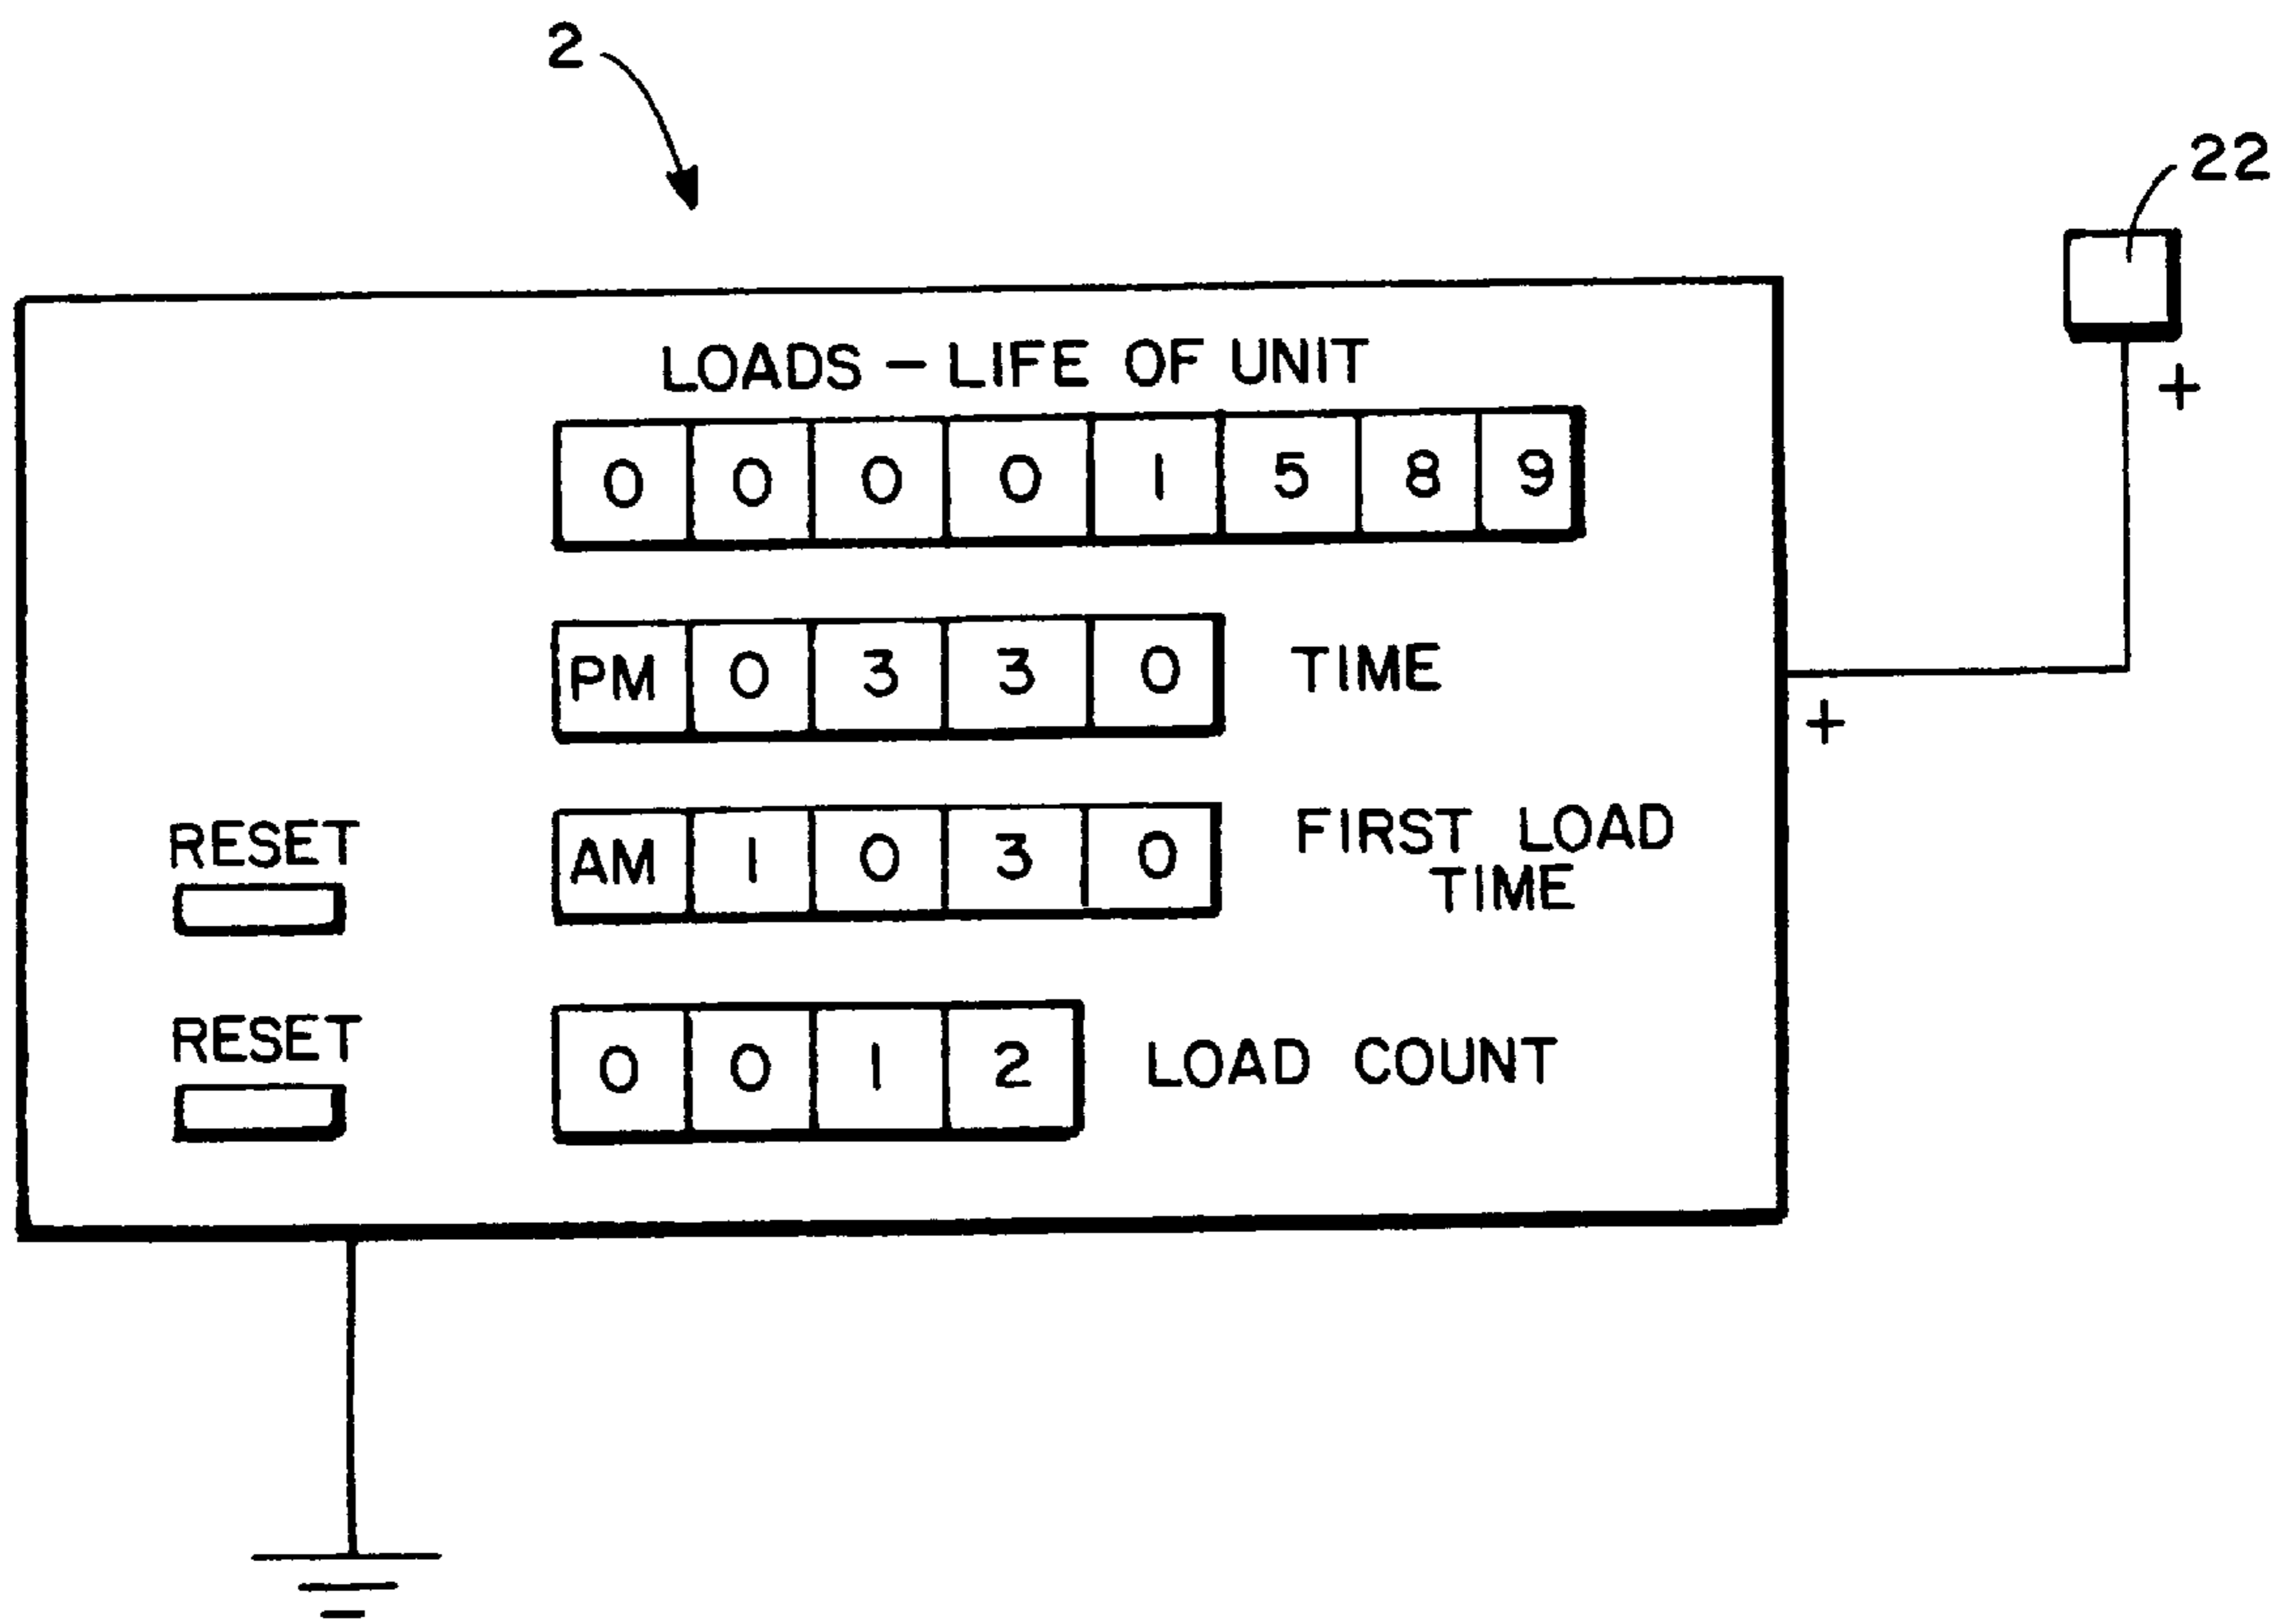 2
22
LOADS – LIFE OF UNIT
0 0 0 0 1 5 8 9
PM 0 3 3 0 TIME
RESET AM 1 0 3 0 FIRST LOAD
TIME
RESET 0 0 1 2 LOAD COUNT
+
+